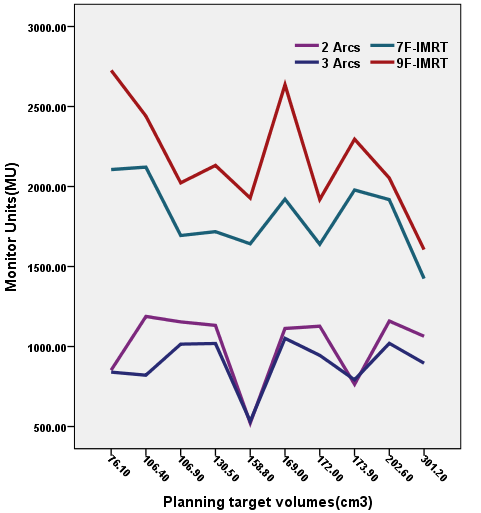 3000.00
2 Arcs 7F-IMRT
3 Arcs 9F-IMRT
2500.00
2000.00
1500.00
1000.00
500.00
Monitor Units(MU)
76.10 106.40 106.90 130.50 158.80 169.00 172.00 173.90 202.60 301.20
Planning target volumes(cm3)